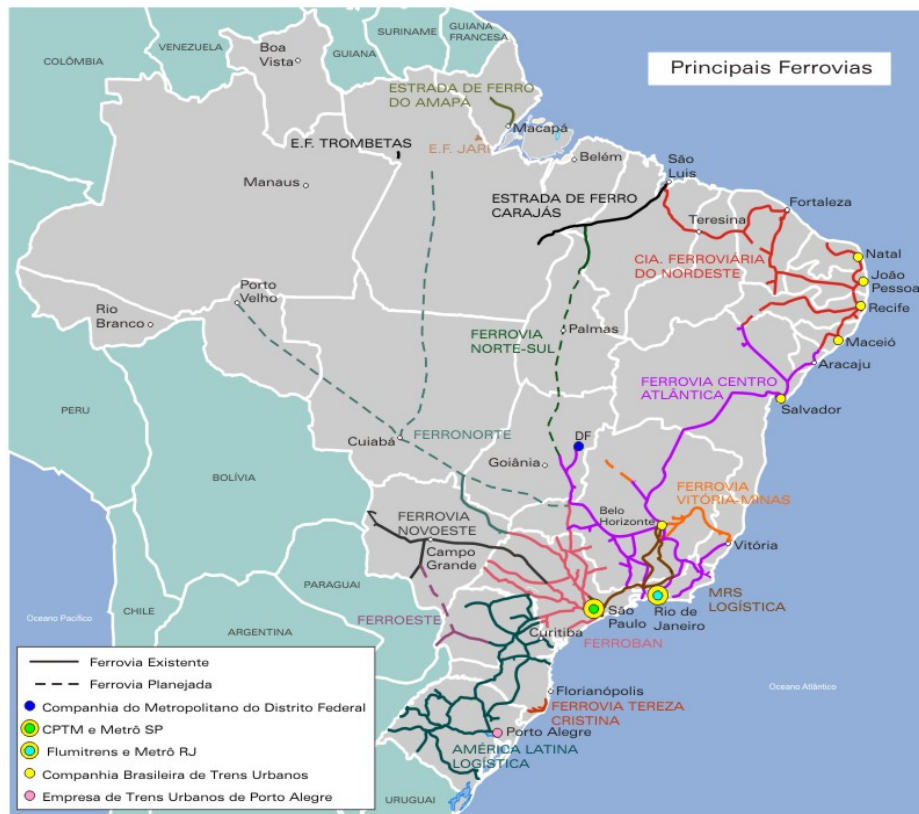 Principais Ferrovias
COLÔMBIA
VENEZUELA
GUIANA
SURINAME
GUIANA
FRANCESA
Boa
Vista
ESTRADA DE FERRO
DO AMAPÁ
Macapá
E.F. TROMBETAS
E.F. JARI
Manaus
Belém
São
Luis
ESTRADA DE FERRO
CARAJÁS
Teresina
Fortaleza
CIA. FERROVIÁRIA
DO NORDESTE
Natal
João
Pessoa
Recife
Maceió
Aracaju
Porto
Velho
Rio
Branco
FERROVIA
NORTE-SUL
Palmas
FERROVIA CENTRO
ATLÂNTICA
Salvador
PERU
BOLÍVIA
Cuiabá
FERRONORTE
Goiânia
DF
FERROVIA
VITÓRIA-MINAS
Belo
Horizonte
Vitória
FERROVIA
NOVOESTE
Campo
Grande
PARAGUAI
CHILE
ARGENTINA
Oceano Pacífico
FERROESTE
MRS
LOGÍSTICA
São
Paulo
Rio de
Janeiro
FERROBAN
Curitiba
Florianópolis
FERROVIA TEREZA
CRISTINA
Porto Alegre
AMÉRICA LATINA
LOGÍSTICA
URUGUAI
Oceano Atlântico
Ferrovia Existente
Ferrovia Planejada
Companhia do Metropolitano do Distrito Federal
CPTM e Metrô SP
Flumitrens e Metrô RJ
Companhia Brasileira de Trens Urbanos
Empresa de Trens Urbanos de Porto Alegre